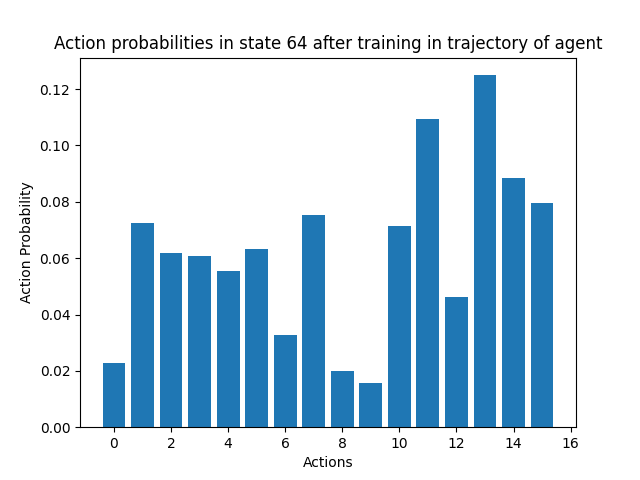 Action probabilities in state 64 after training in trajectory of agent
0.12
0.10
0.08
0.06
0.04
0.02
0.00
Action Probability
0 2 4 6 8 10 12 14 16
Actions